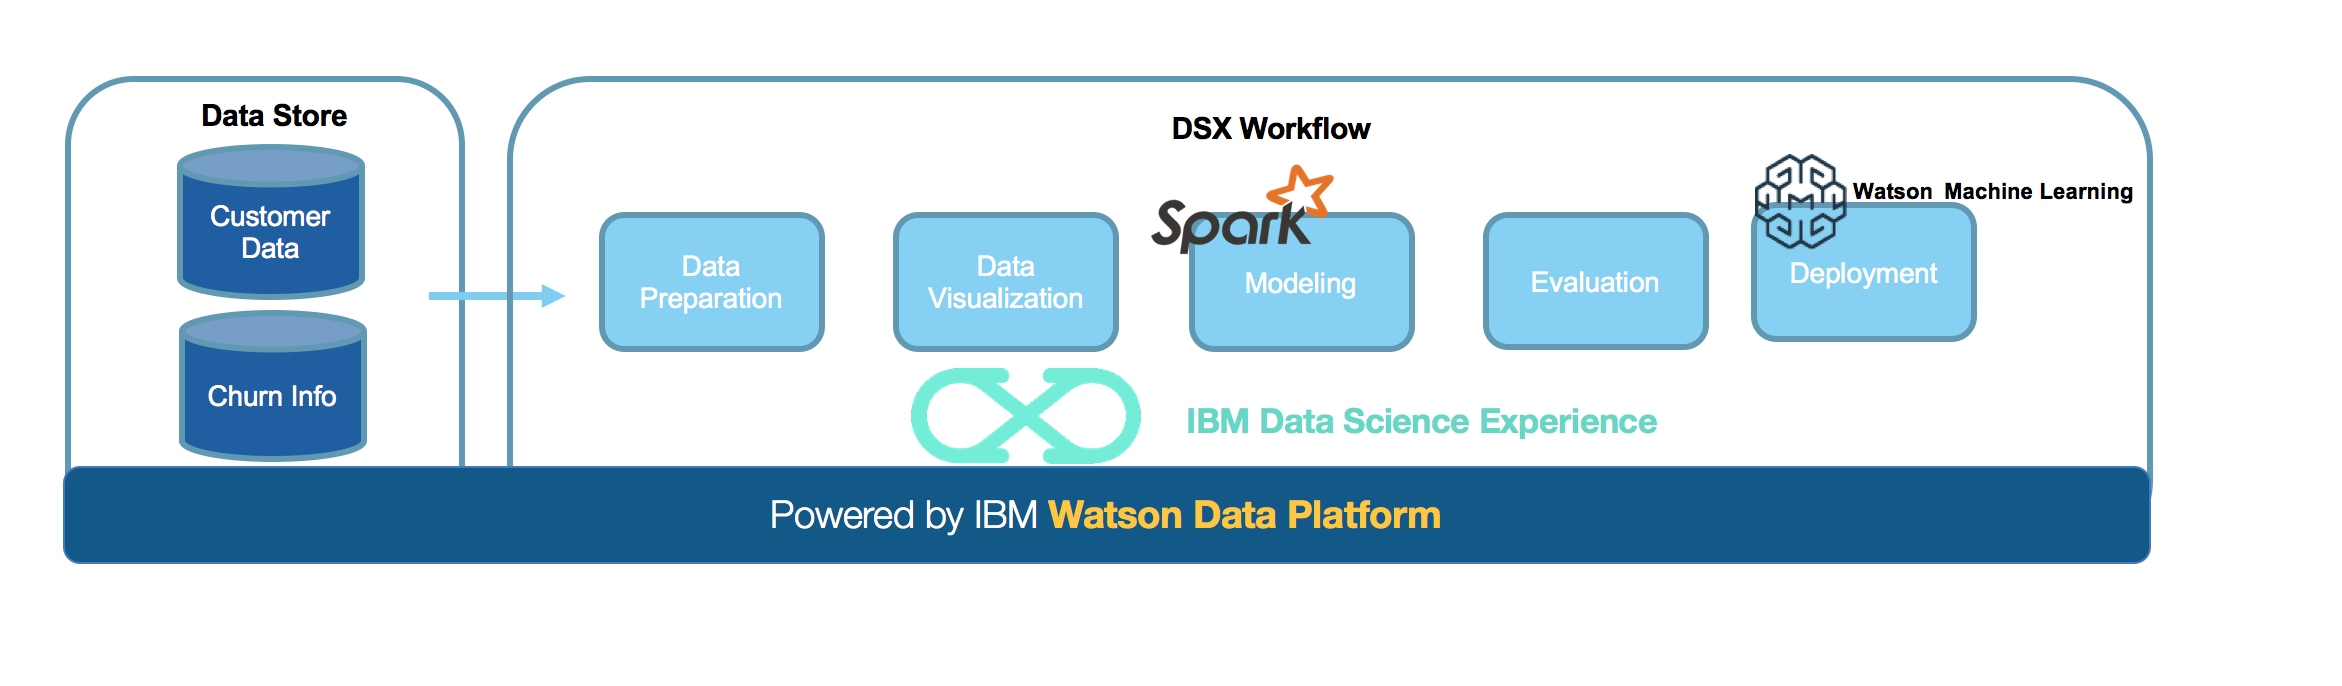 Data Store
Customer
Data
Churn Info
DSX Workflow
Data
Preparation
Data
Visualization
Spark
Modeling
Evaluation
Watson Machine Learning
Deployment
IBM Data Science Experience
Powered by IBM Watson Data Platform